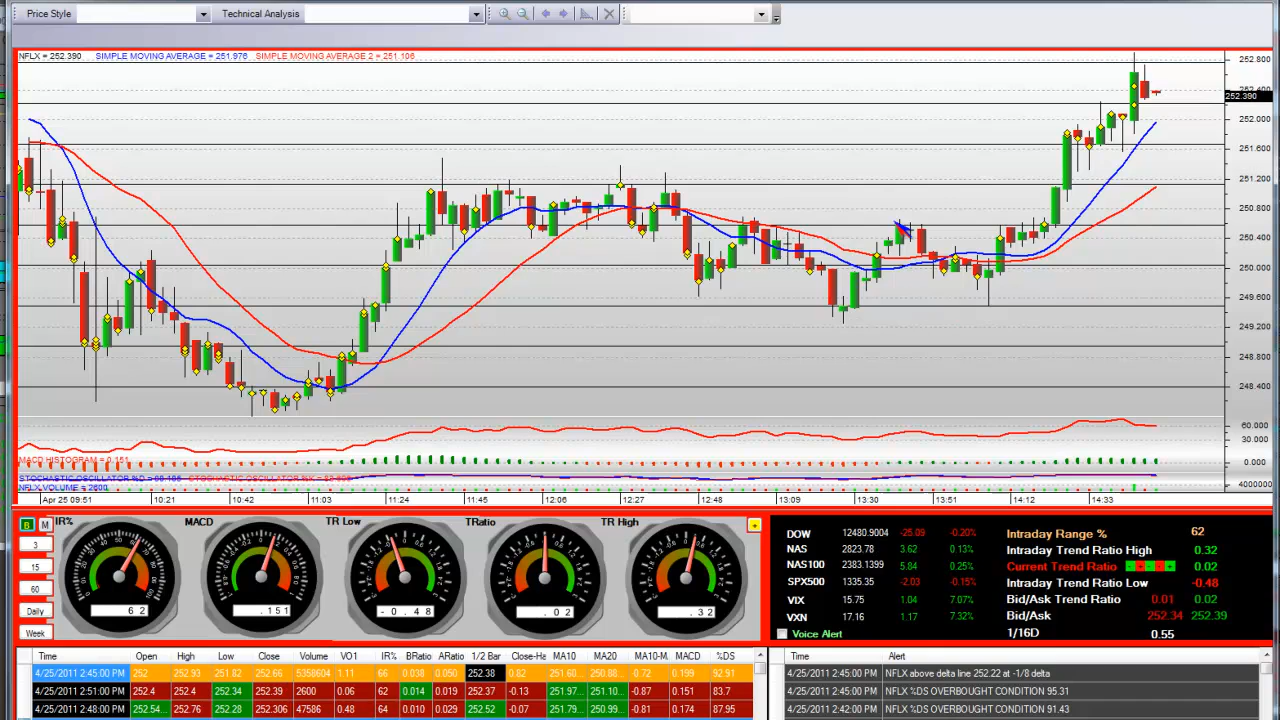 Price Style Technical Analysis
NFLX = 252.390 SIMPLE MOVING AVERAGE = 251.976 SIMPLE MOVING AVERAGE 2 = 251.106
252.800
252.390
252.000
251.600
251.200
250.800
250.400
250.000
249.600
249.200
248.800
248.400
60.000
30.000
MACD HISTOGRAM = 0.151
0.000
NFLX VOLUME = 2600
4000000
Apr 25 09:51 10:21 10:42 11:03 11:24 11:45 12:06 12:27 12:48 13:09 13:30 13:51 14:12 14:33
B M IR% MACD TR Low TRatio TR High
3
15
60
Daily
Week
62 .151 -0.48 .02 .32
DOW 12480.9004 -25.09 -0.20%
NAS 2823.78 3.62 0.13%
NAS100 2383.1399 5.84 0.25%
SPX500 1335.35 -2.03 -0.15%
VIX 15.75 1.04 7.07%
VXN 17.16 1.17 7.32%
Voice Alert
Intraday Range % 62
Intraday Trend Ratio High 0.32
Current Trend Ratio 0.02
Intraday Trend Ratio Low -0.48
Bid/Ask Trend Ratio 0.01 0.02
Bid/Ask 252.34 252.39
1/16D 0.55
Time Open High Low Close Volume VO1 IR% BRatio ARatio 1/2 Bar Close-Ha MA10 MA20 MA10-M. MACD %DS
4/25/2011 2:45:00 PM 252 252.93 251.82 252.66 5358604 1.11 66 0.038 0.050 252.38 0.82 251.60... 250.88... 0.72 0.199 92.91
4/25/2011 2:51:00 PM 252.4 252.4 252.34 252.39 2600 0.06 62 0.014 0.019 252.37 -0.13 251.97... 251.10... -0.87 0.151 83.7
4/25/2011 2:48:00 PM 252.54... 252.76 252.28 252.306 47586 0.48 64 0.010 0.029 252.52 -0.07 251.79... 250.99... -0.81 0.174 87.95
Time Alert
4/25/2011 2:45:00 PM NFLX above delta line 252.22 at -1/8 delta
4/25/2011 2:45:00 PM NFLX %DS OVERBOUGHT CONDITION 95.31
4/25/2011 2:42:00 PM NFLX %DS OVERBOUGHT CONDITION 91.43